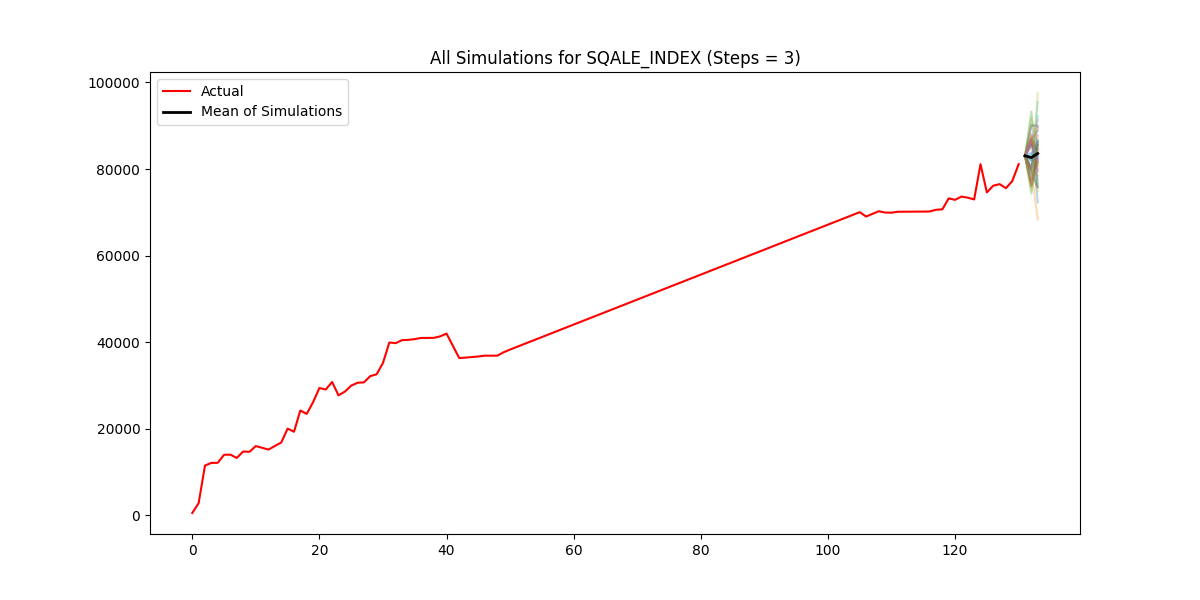 All Simulations for SQALE_INDEX (Steps = 3)
Actual
Mean of Simulations
100000
80000
60000
40000
20000
0
0 20 40 60 80 100 120